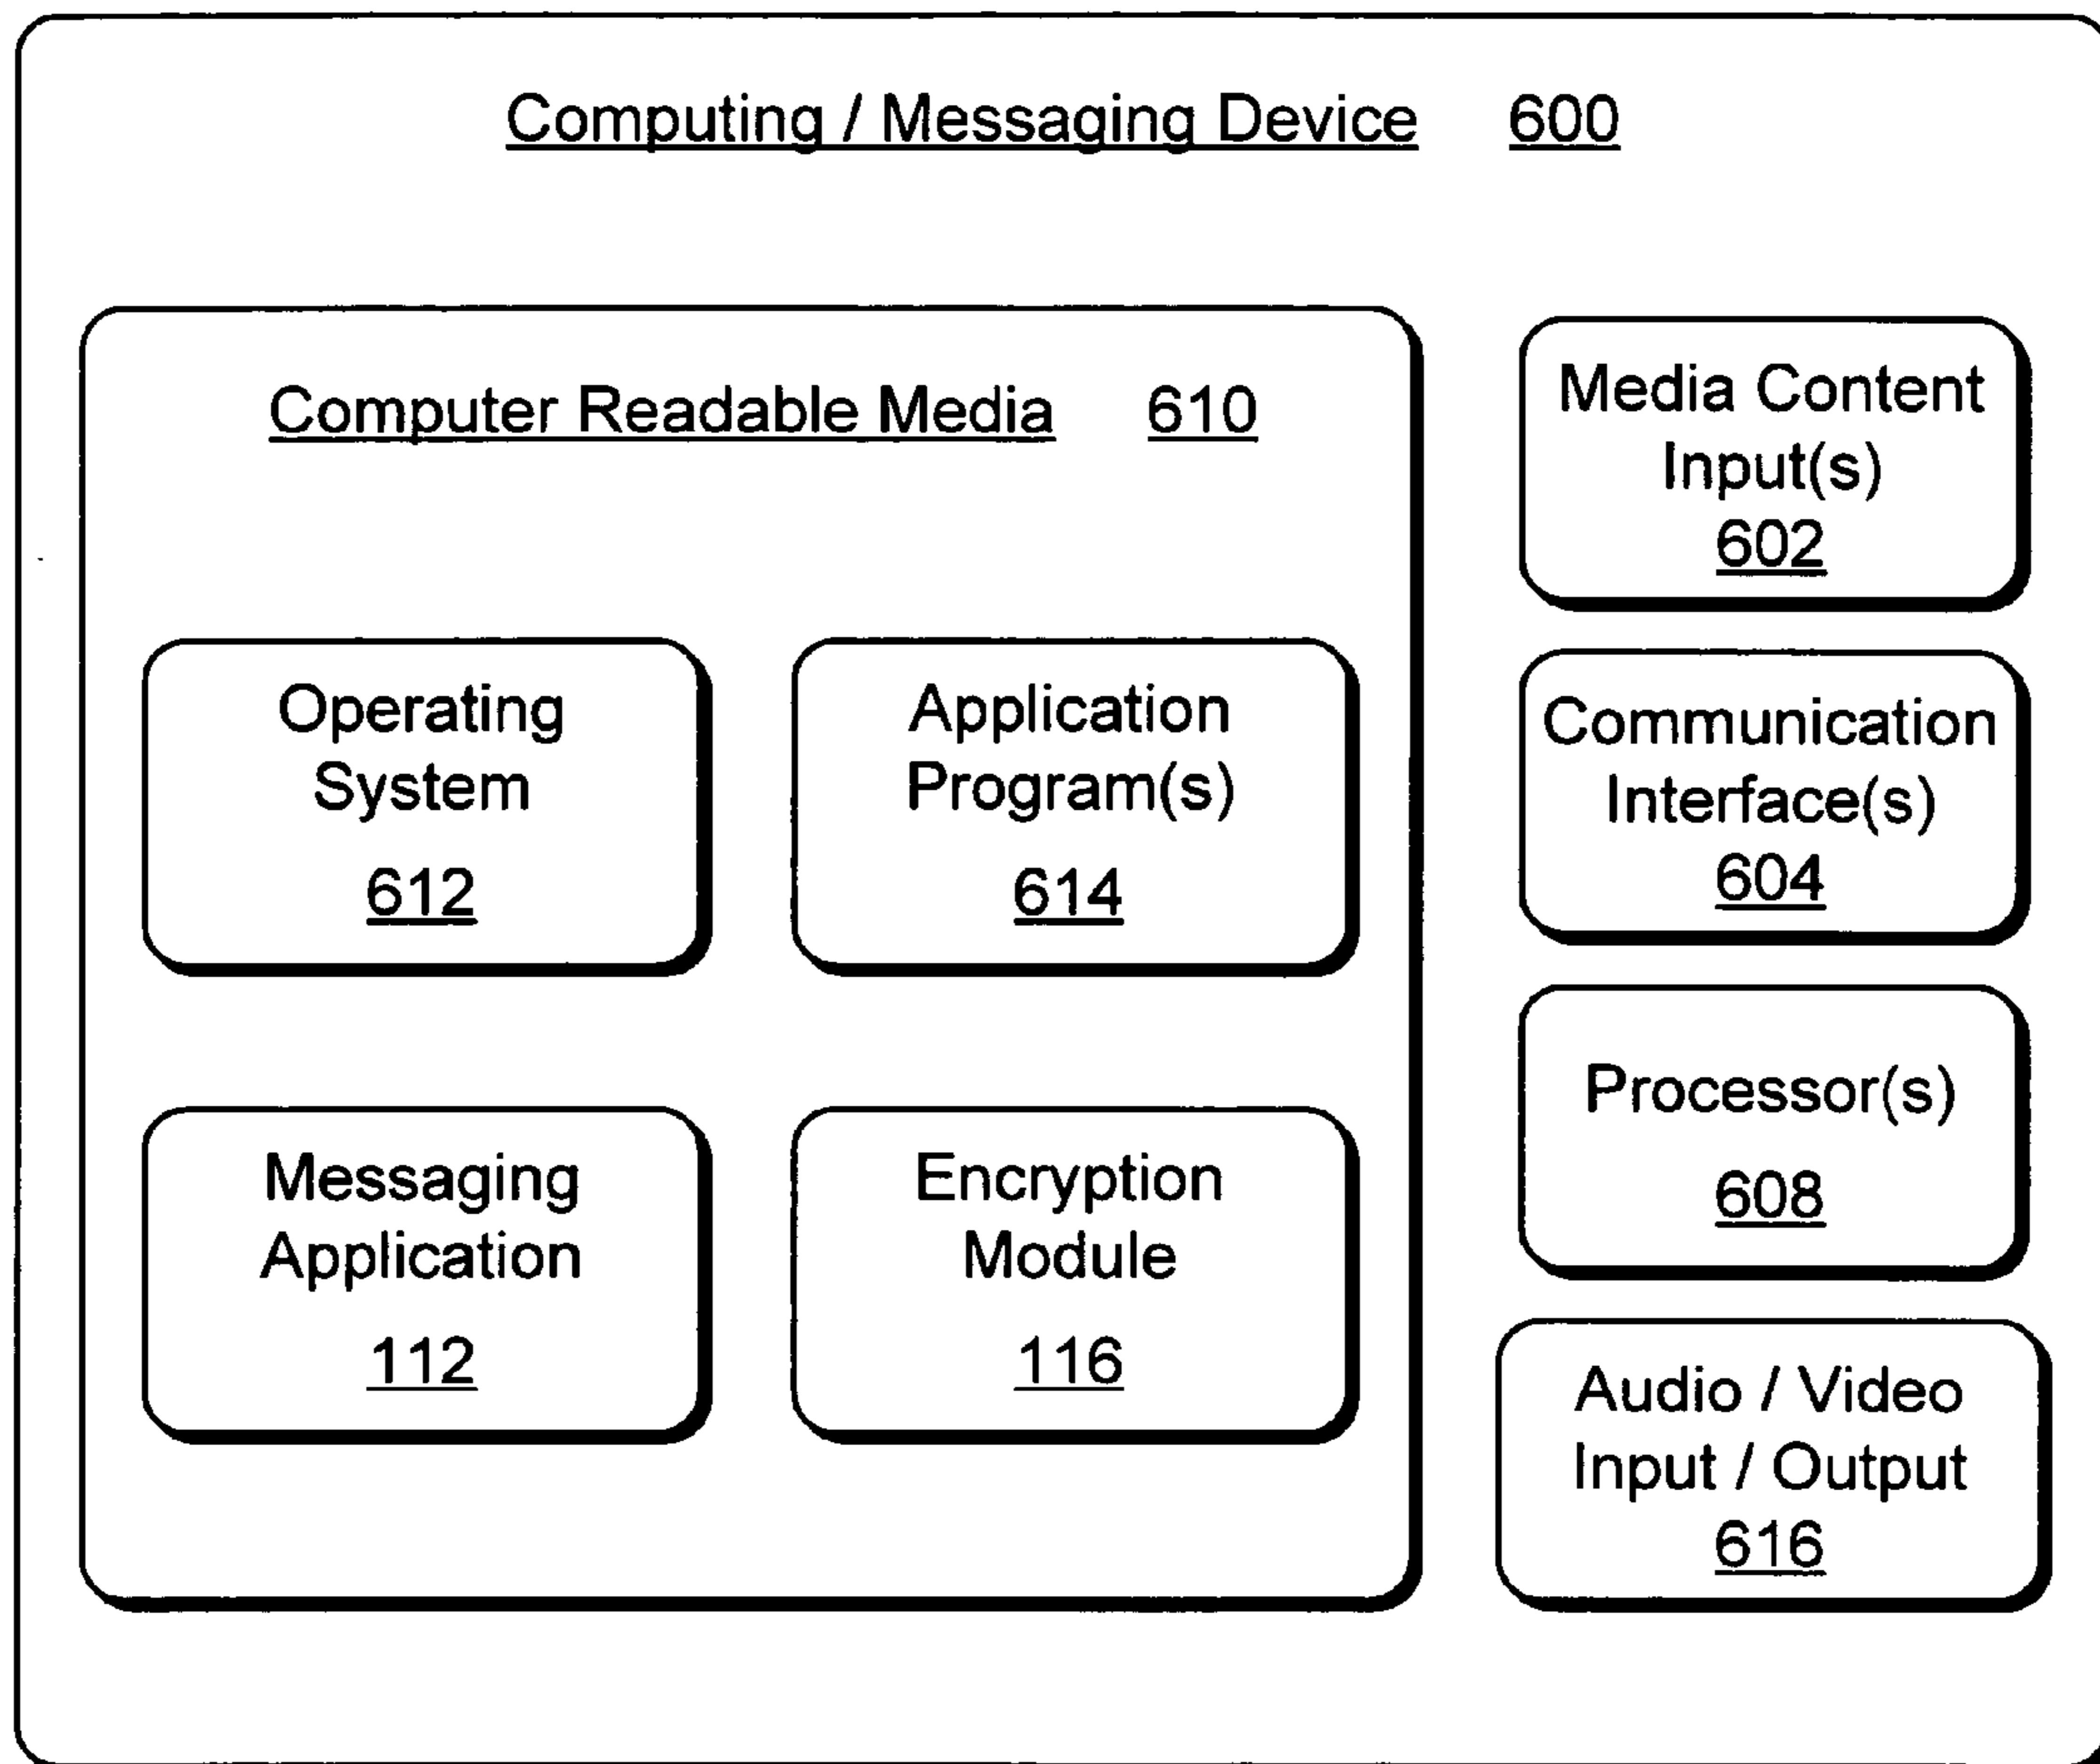 Computing / Messaging Device 600
Computer Readable Media 610
Operating
System
612
Application
Program(s)
614
Messaging
Application
112
Encryption
Module
116
Media Content
Input(s)
602
Communication
Interface(s)
604
Processor(s)
608
Audio / Video
Input / Output
616